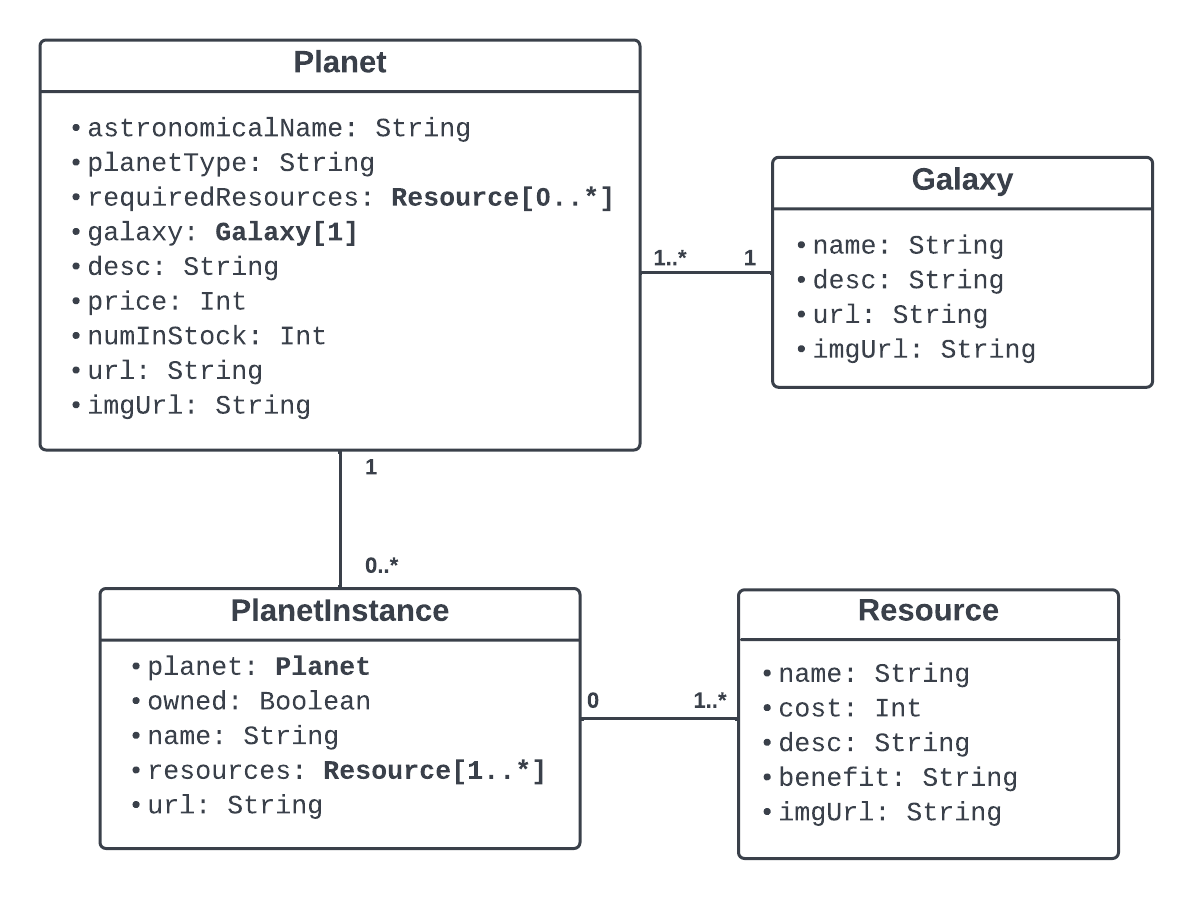 Planet
• astronomicalName: String
• planetType: String
• requiredResources: Resource[0..*]
• galaxy: Galaxy[1]
• desc: String
• price: Int
• numInStock: Int
• url: String
• imgUrl: String
1..*
1
Galaxy
• name: String
• desc: String
• url: String
• imgUrl: String
1
0..*
PlanetInstance
• planet: Planet
• owned: Boolean
• name: String
• resources: Resource[1..*]
• url: String
0
1..*
Resource
• name: String
• cost: Int
• desc: String
• benefit: String
• imgUrl: String